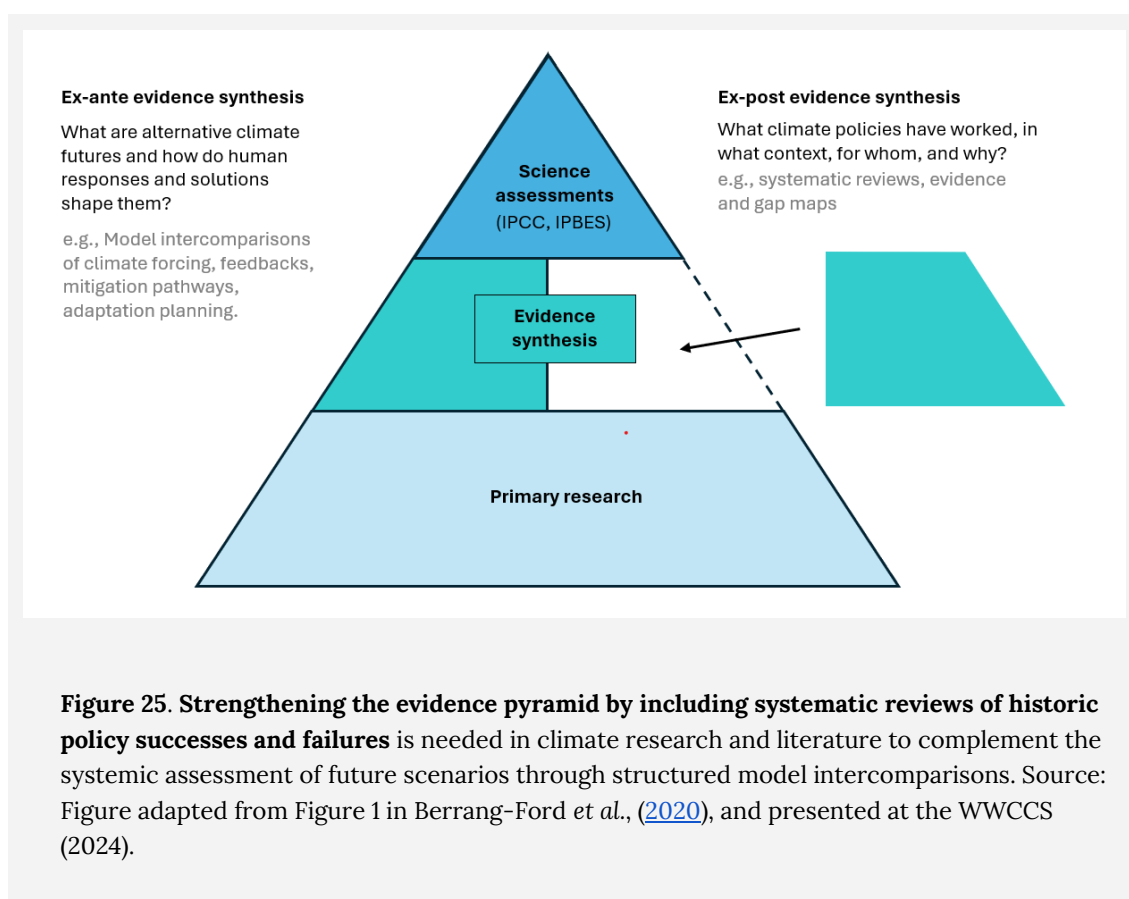 Ex-ante evidence synthesis
What are alternative climate
futures and how do human
responses and solutions
shape them?
e.g., Model intercomparisons
of climate forcing, feedbacks,
mitigation pathways,
adaptation planning.
Science
assessments
(IPCC, IPBES)
Ex-post evidence synthesis
What climate policies have worked, in
what context, for whom, and why?
e.g., systematic reviews, evidence
and gap maps
Evidence
synthesis
Primary research
Figure 25. Strengthening the evidence pyramid by including systematic reviews of historic
policy successes and failures is needed in climate research and literature to complement the
systemic assessment of future scenarios through structured model intercomparisons. Source:
Figure adapted from Figure 1 in Berrang-Ford et al., (2020), and presented at the WWCCS
(2024).